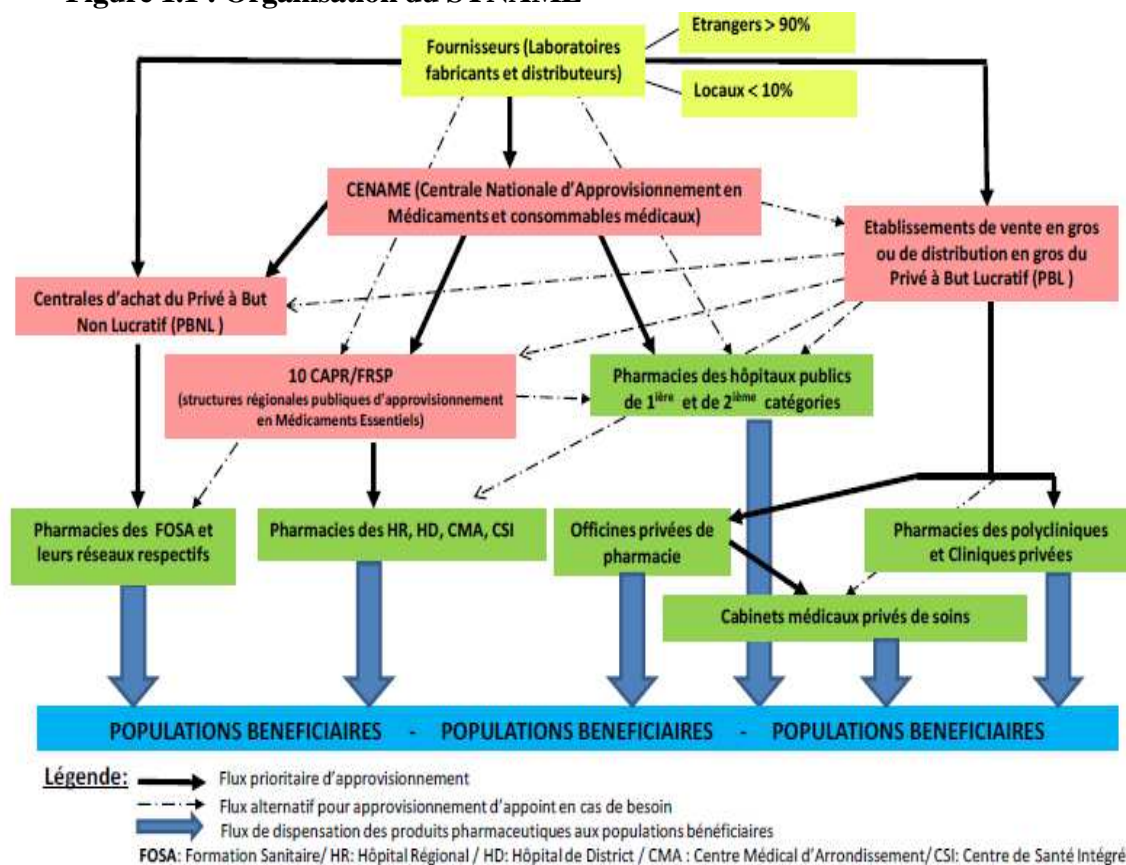 Figure 1.1 : Organisation du SYNAME
Fournisseurs (Laboratoires
fabricants et distributeurs)
Etrangers > 90%
Locaux < 10%
CENAME (Centrale Nationale d'Approvisionnement en
Médicaments et consommables médicaux)
Etablissements de vente en gros
ou de distribution en gros du
Privé à But Lucratif (PBL )
Centrales d'achat du Privé à But
Non Lucratif (PBNL )
10 CAPR/FRSP
(structures régionales publiques d'approvisionnement
en Médicaments Essentiels)
Pharmacies des hôpitaux publics
de 1ière et de 2ième catégories
Pharmacies des FOSA et
leurs réseaux respectifs
Pharmacies des HR, HD, CMA, CSI
Officines privées de
pharmacie
Pharmacies des polycliniques
et Cliniques privées
Cabinets médicaux privés de soins
POPULATIONS BENEFICIAIRES - POPULATIONS BENEFICIAIRES - POPULATIONS BENEFICIAIRES
Légende:
Flux prioritaire d'approvisionnement
Flux alternatif pour approvisionnement d'appoint en cas de besoin
Flux de dispensation des produits pharmaceutiques aux populations bénéficiaires
FOSA: Formation Sanitaire/ HR: Hôpital Régional / HD: Hôpital de District / CMA : Centre Médical d'Arrondissement/ CSI: Centre de Santé Intégré